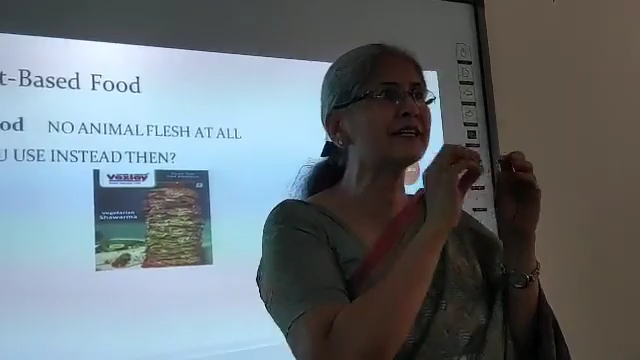 t-Based Food
od NO ANIMAL FLESH AT ALL
U USE INSTEAD THEN?
Vezlay
Vegetarian
Shawarma